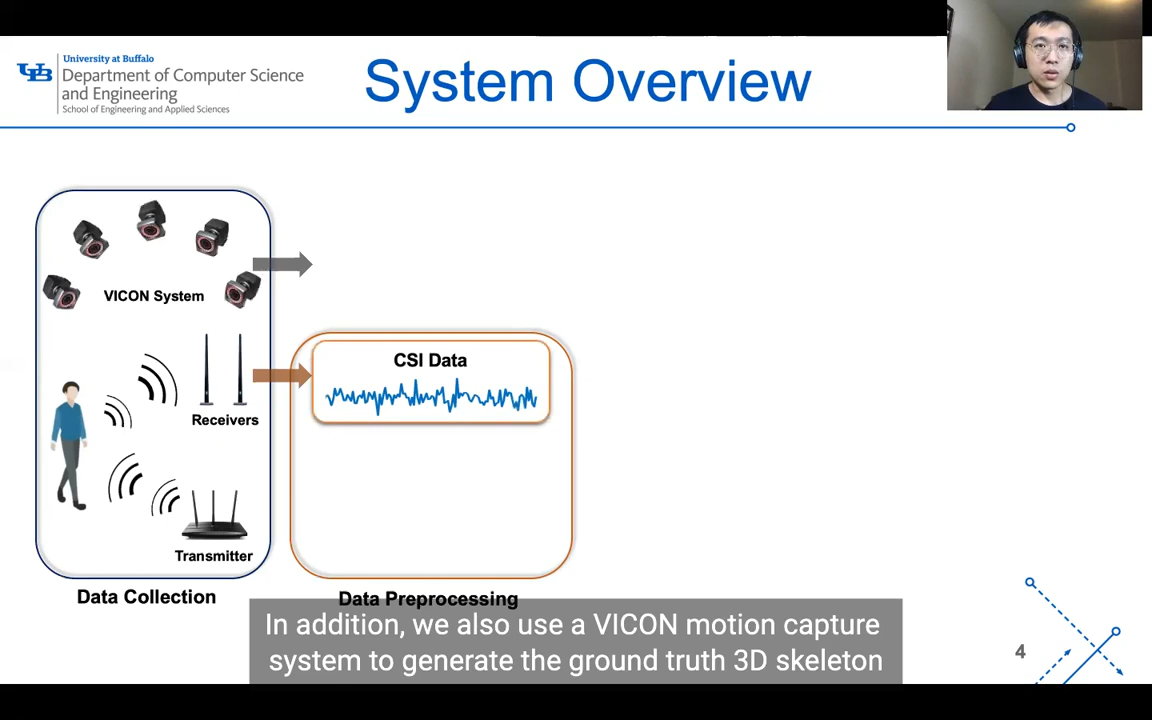 University at Buffalo
Department of Computer Science
and Engineering
School of Engineering and Applied Sciences
System Overview
VICON System
CSI Data
Receivers
Transmitter
Data Collection
Data Preprocessing
In addition, we also use a VICON motion capture
system to generate the ground truth 3D skeleton
4